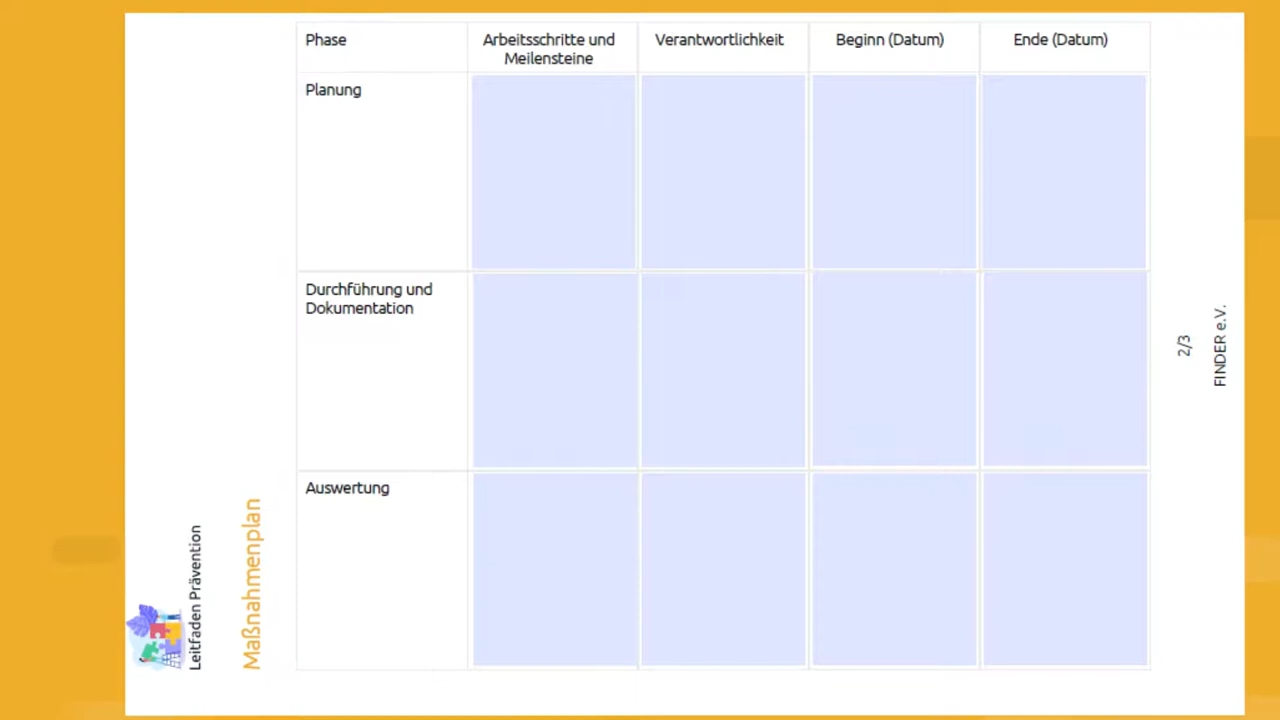 Leitfaden Prävention
Maßnahmenplan
Phase
Arbeitsschritte und
Meilensteine
Verantwortlichkeit
Beginn (Datum)
Ende (Datum)
Planung
Durchführung und
Dokumentation
Auswertung
2/3
FINDER e.V.